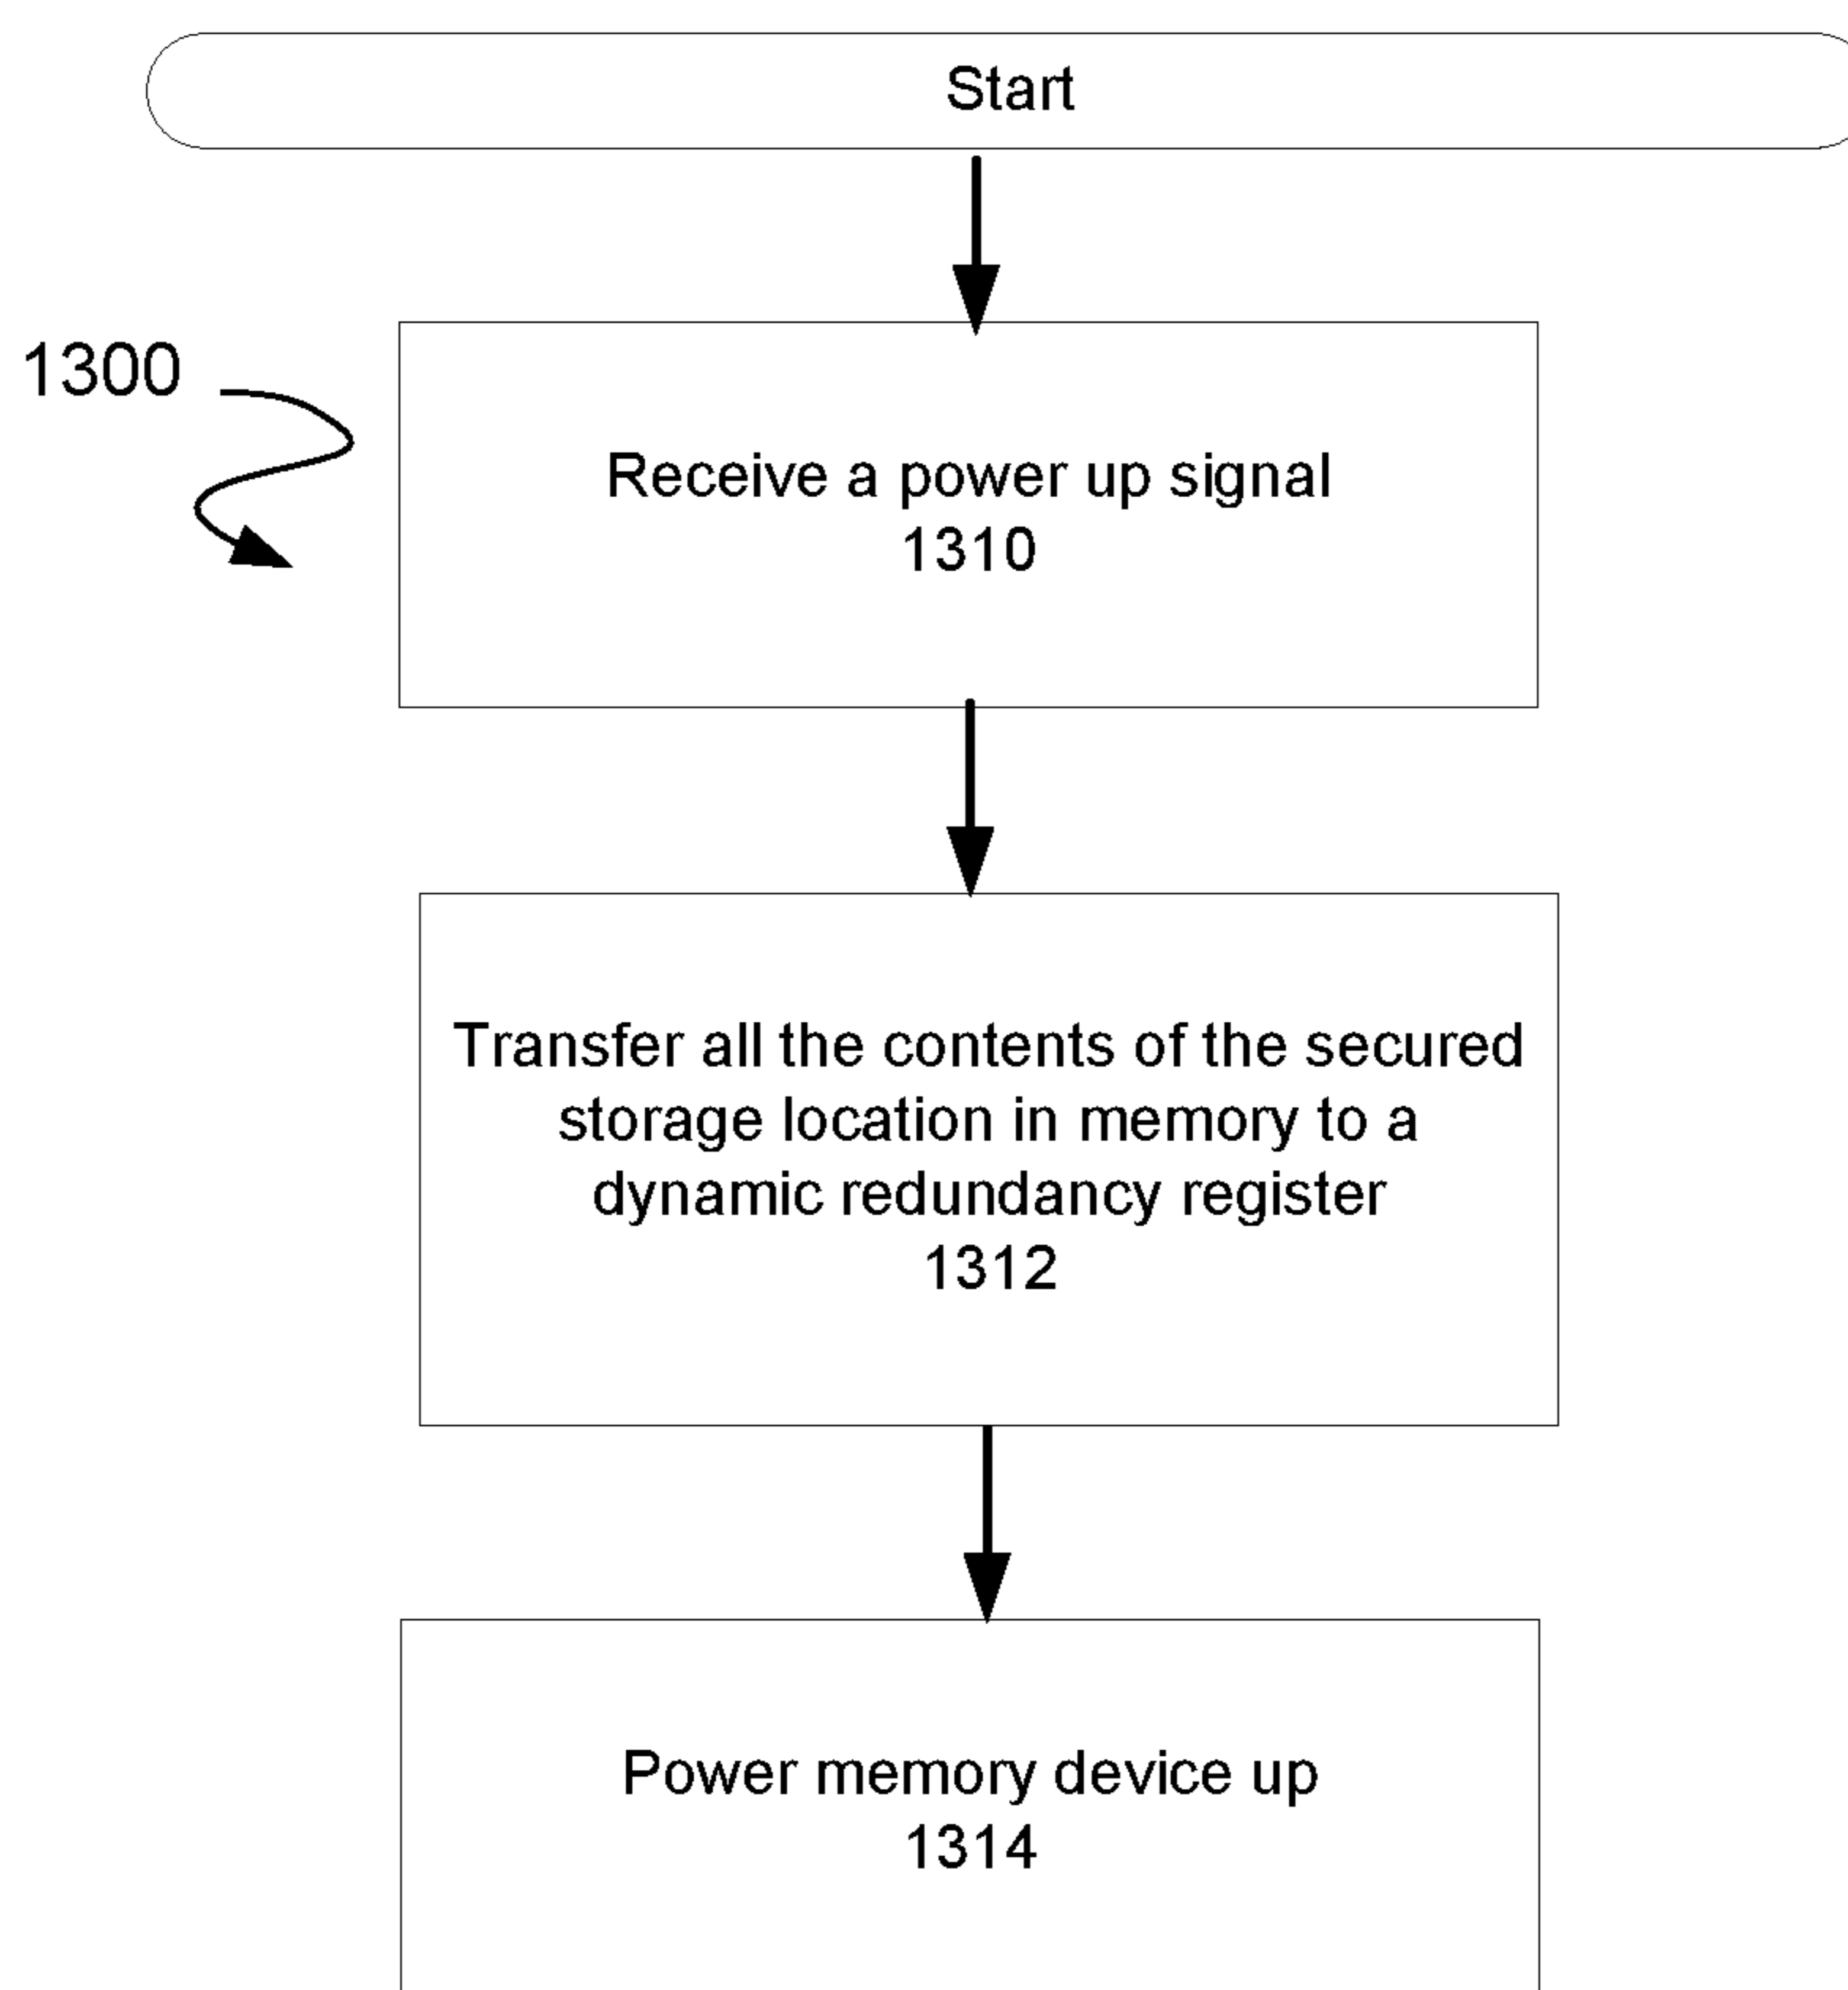 Start
1300
Receive a power up signal
1310
Transfer all the contents of the secured
storage location in memory to a
dynamic redundancy register
1312
Power memory device up
1314